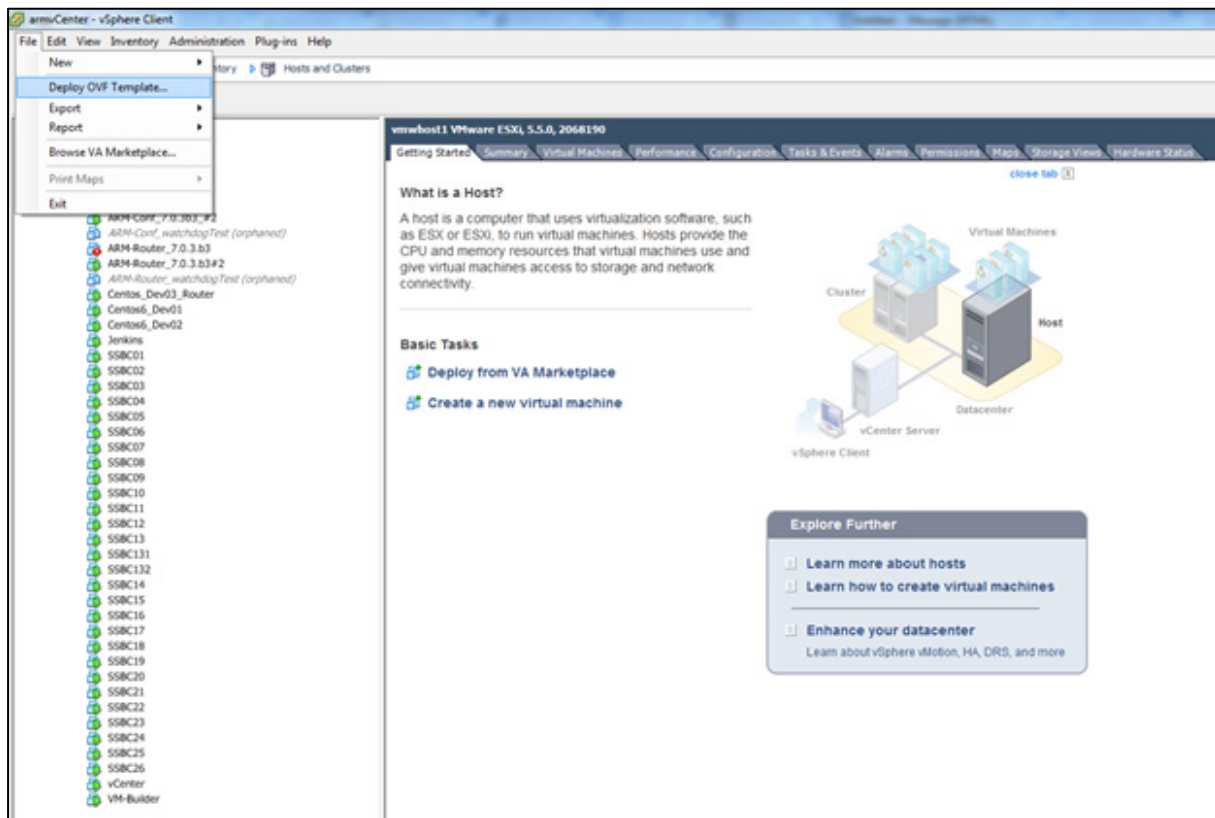 armvCenter - vSphere Client
File Edit View Inventory Administration Plug-ins Help
New
Deploy OVF Template...
Export
Report
Browse VA Marketplace...
Print Maps
Exit
Hosts and Clusters
ARM-Conf_7.0.3b3_#2
ARM-Conf_watchdogTest (orphaned)
ARM-Router_7.0.3.b3
ARM-Router_7.0.3.b3#2
ARM-Router_watchdogTest (orphaned)
Centos_Dev03_Router
Centos6_Dev01
Centos6_Dev02
Jenkins
SSBC01
SSBC02
SSBC03
SSBC04
SSBC05
SSBC06
SSBC07
SSBC08
SSBC09
SSBC10
SSBC11
SSBC12
SSBC13
SSBC131
SSBC132
SSBC14
SSBC15
SSBC16
SSBC17
SSBC18
SSBC19
SSBC20
SSBC21
SSBC22
SSBC23
SSBC24
SSBC25
SSBC26
vCenter
VM-Builder
vmwhost1 VMware ESXi, 5.5.0, 2068190
Getting Started Summary Virtual Machines Performance Configuration Tasks & Events Alarms Permissions Maps Storage Views Hardware Status
close tab
What is a Host?
A host is a computer that uses virtualization software, such
as ESX or ESXi, to run virtual machines. Hosts provide the
CPU and memory resources that virtual machines use and
give virtual machines access to storage and network
connectivity.
Basic Tasks
Deploy from VA Marketplace
Create a new virtual machine
Virtual Machines
Cluster
Host
Datacenter
vCenter Server
vSphere Client
Explore Further
Learn more about hosts
Learn how to create virtual machines
Enhance your datacenter
Learn about vSphere vMotion, HA, DRS, and more